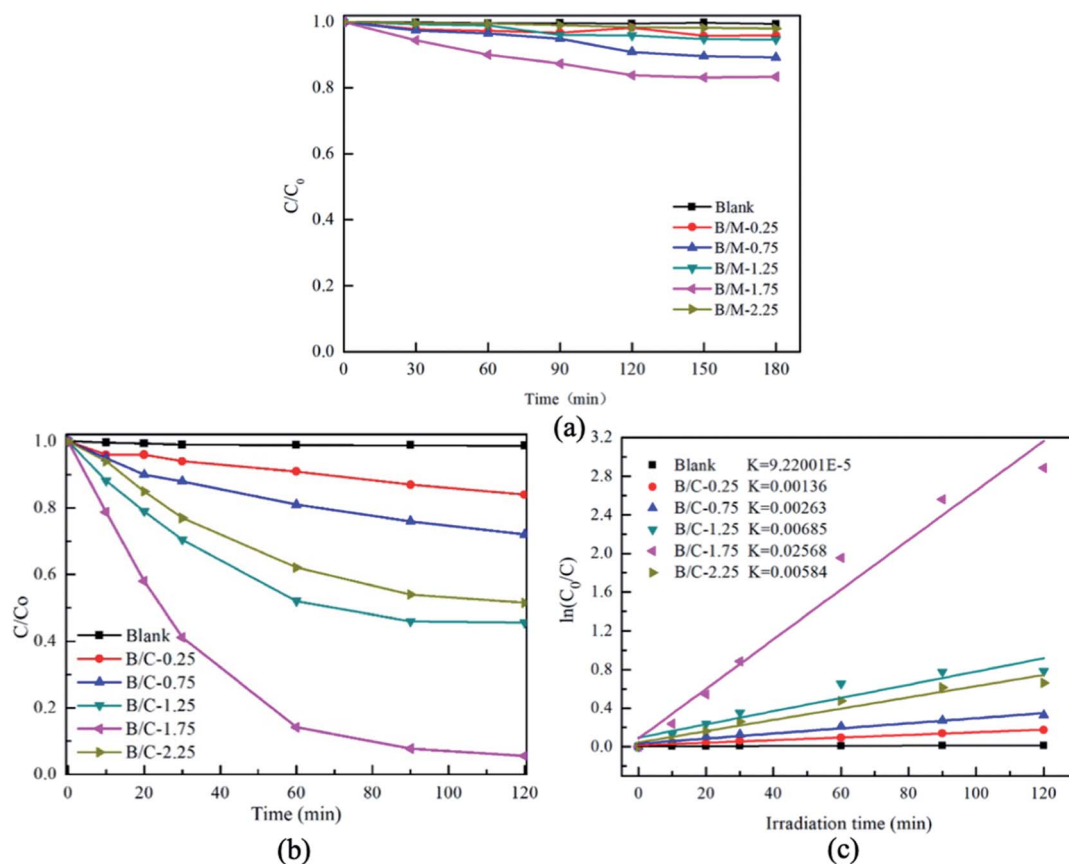 1.0
0.8
0.6
0.4
0.2
0.0
C/C₀
Blank
B/M-0.25
B/M-0.75
B/M-1.25
B/M-1.75
B/M-2.25
0 30 60 90 120 150 180
Time (min)
(a)
1.0
0.8
0.6
0.4
0.2
0.0
C/Co
Blank
B/C-0.25
B/C-0.75
B/C-1.25
B/C-1.75
B/C-2.25
0 20 40 60 80 100 120
Time (min)
(b)
3.2
2.8
2.4
2.0
1.6
1.2
0.8
0.4
0.0
ln(C₀/C)
Blank K=9.22001E-5
B/C-0.25 K=0.00136
B/C-0.75 K=0.00263
B/C-1.25 K=0.00685
B/C-1.75 K=0.02568
B/C-2.25 K=0.00584
0 20 40 60 80 100 120
Irradiation time (min)
(c)